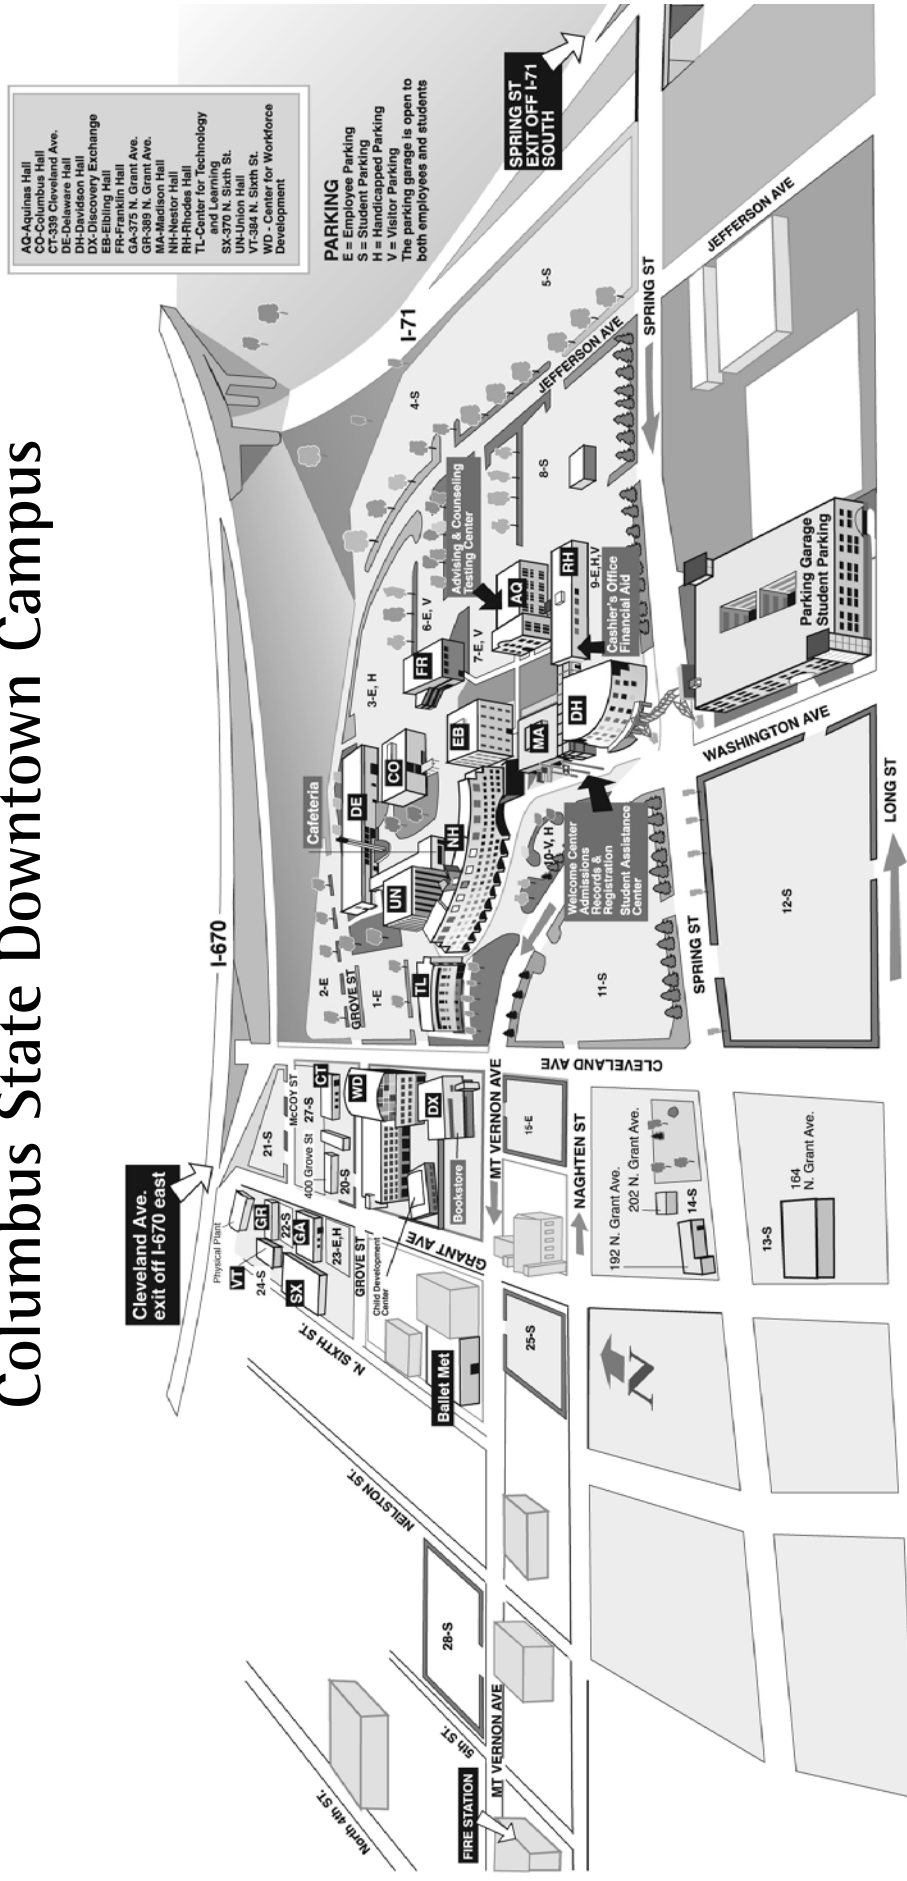 Columbus State Downtown Campus
Cleveland Ave.
exit off I-670 east
I-670
AQ-Aquinas Hall
CO-Columbus Hall
CT-339 Cleveland Ave.
DE-Delaware Hall
DH-Davidson Hall
DX-Discovery Exchange
EB-Eibling Hall
FR-Franklin Hall
GA-375 N. Grant Ave.
GR-389 N. Grant Ave.
MA-Madison Hall
NH-Nestor Hall
RH-Rhodes Hall
TL-Center for Technology
and Learning
SX-370 N. Sixth St.
UN-Union Hall
VT-384 N. Sixth St.
WD - Center for Workforce
Development
PARKING
E = Employee Parking
S = Student Parking
H = Handicapped Parking
V = Visitor Parking
The parking garage is open to
both employees and students
SPRING ST
EXIT OFF I-71
SOUTH
I-71
Physical Plant
VT
GR
24-S
22-S
GA
SX
23-E,H
21-S
McCOY ST
400 Grove St
27-S
CT
20-S
WD
DX
GROVE ST
Child Development
Center
Bookstore
GRANT AVE
N. SIXTH ST.
Ballet Met
NEILSTON ST.
28-S
5th ST.
North 4th ST.
FIRE STATION
MT VERNON AVE
MT VERNON AVE
2-E
GROVE ST
1-E
TL
Cafeteria
DE
CO
UN
NH
EB
3-E, H
FR
6-E, V
7-E, V
4-S
Advising & Counseling
Testing Center
AQ
RH
9-E,H,V
Cashier's Office
Financial Aid
MA
DH
8-S
5-S
JEFFERSON AVE
10-V, H
Welcome Center
Admissions
Records &
Registration
Student Assistance
Center
11-S
CLEVELAND AVE
15-E
NAGHTEN ST
25-S
N
192 N. Grant Ave.
202 N. Grant Ave.
14-S
13-S
164
N. Grant Ave.
SPRING ST
SPRING ST
JEFFERSON AVE
12-S
WASHINGTON AVE
Parking Garage
Student Parking
LONG ST